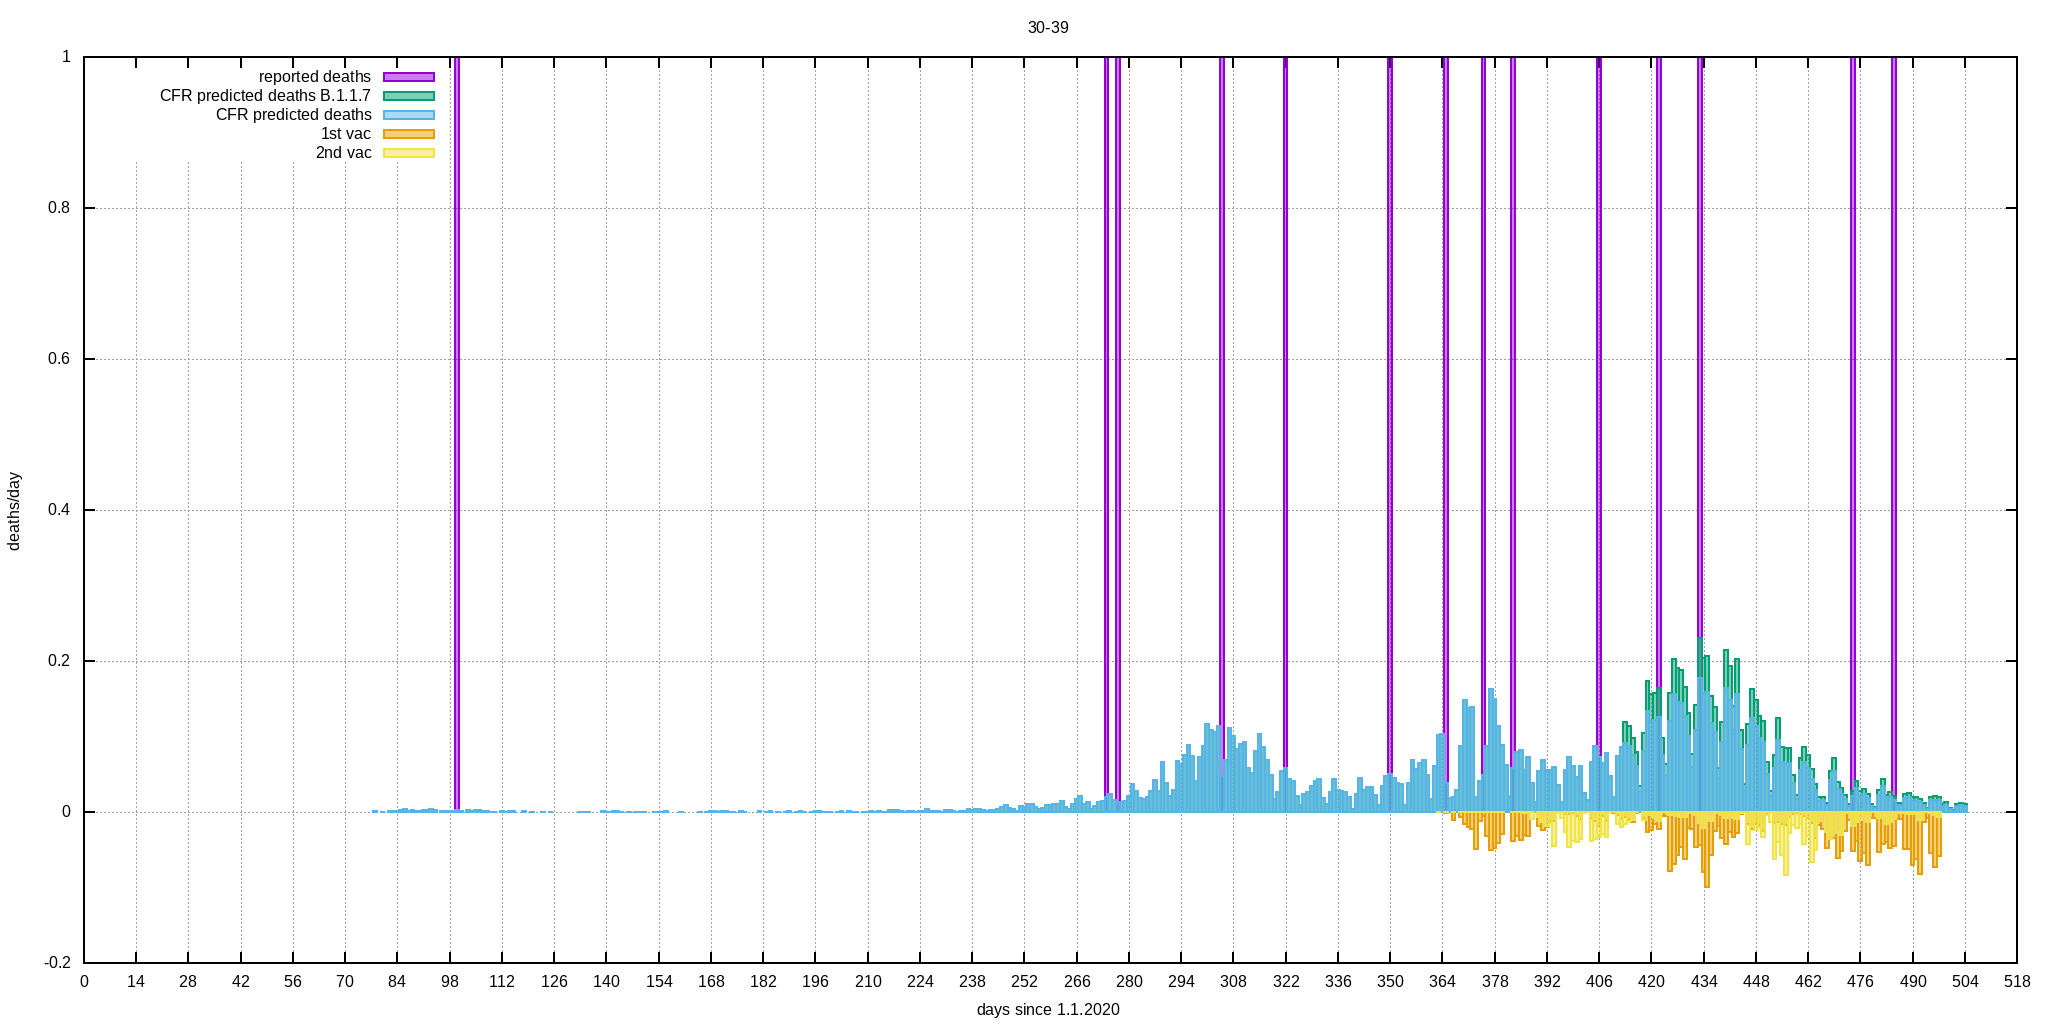 30-39
1
reported deaths
CFR predicted deaths B.1.1.7
CFR predicted deaths
1st vac
2nd vac
0.8
0.6
deaths/day
0.4
0.2
0
-0.2
0 14 28 42 56 70 84 98 112 126 140 154 168 182 196 210 224 238 252 266 280 294 308 322 336 350 364 378 392 406 420 434 448 462 476 490 504 518
days since 1.1.2020